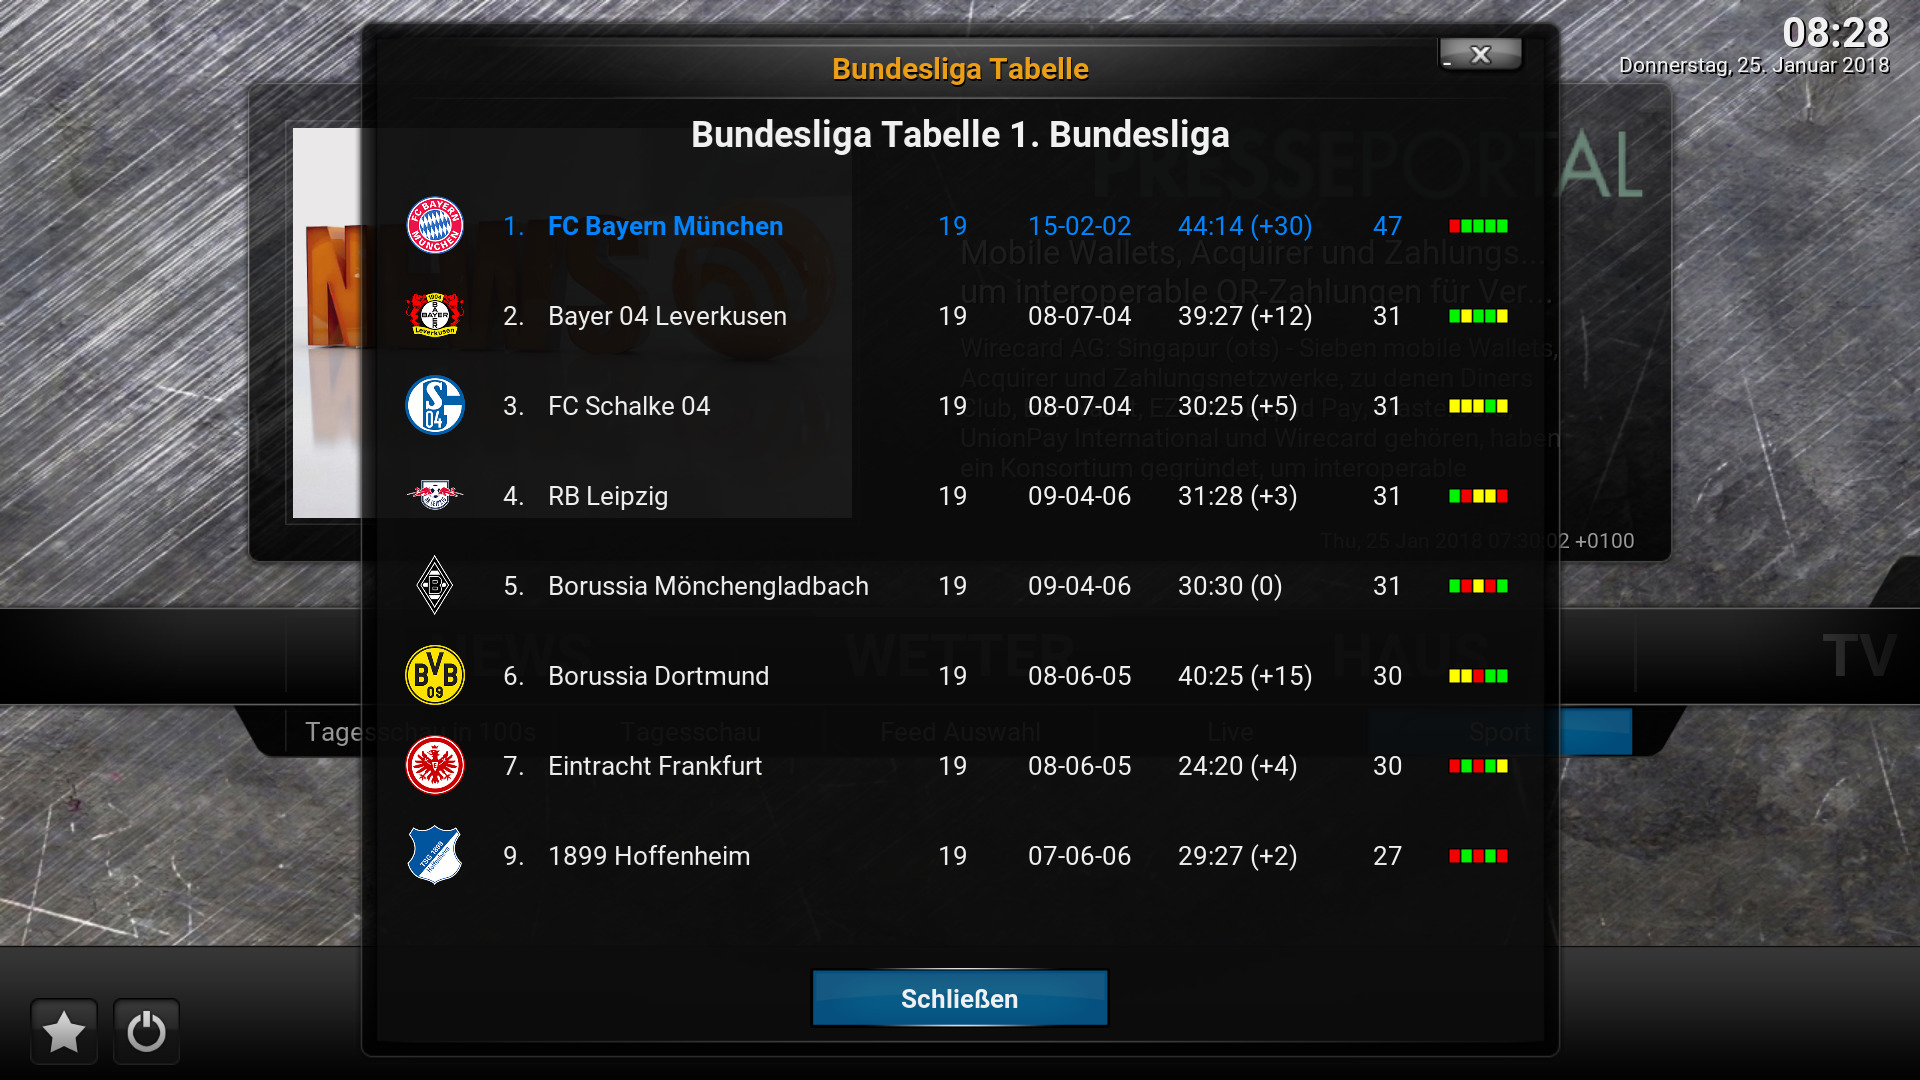 08:28
Donnerstag, 25. Januar 2018
Bundesliga Tabelle
Bundesliga Tabelle 1. Bundesliga
PRESSEPORTAL
1. FC Bayern München 19 15-02-02 44:14 (+30) 47
Mobile Wallets, Acquirer und Zahlungs...
um interoperable QR-Zahlungen für Ver...
2. Bayer 04 Leverkusen 19 08-07-04 39:27 (+12) 31
Wirecard AG: Singapur (ots) - Sieben mobile Wallets,
Acquirer und Zahlungsnetzwerke, zu denen Diners
3. FC Schalke 04 19 08-07-04 30:25 (+5) 31
Club,
UnionPay International und Wirecard gehören, haben
ein Konsortium gegründet, um interoperable
4. RB Leipzig 19 09-04-06 31:28 (+3) 31
Thu, 25 Jan 2018 07:30:02 +0100
5. Borussia Mönchengladbach 19 09-04-06 30:30 (0) 31
NEWS WETTER HAUS TV
6. Borussia Dortmund 19 08-06-05 40:25 (+15) 30
Tagesschau in 100s Tagesschau Feed Auswahl Live Sport
7. Eintracht Frankfurt 19 08-06-05 24:20 (+4) 30
9. 1899 Hoffenheim 19 07-06-06 29:27 (+2) 27
Schließen